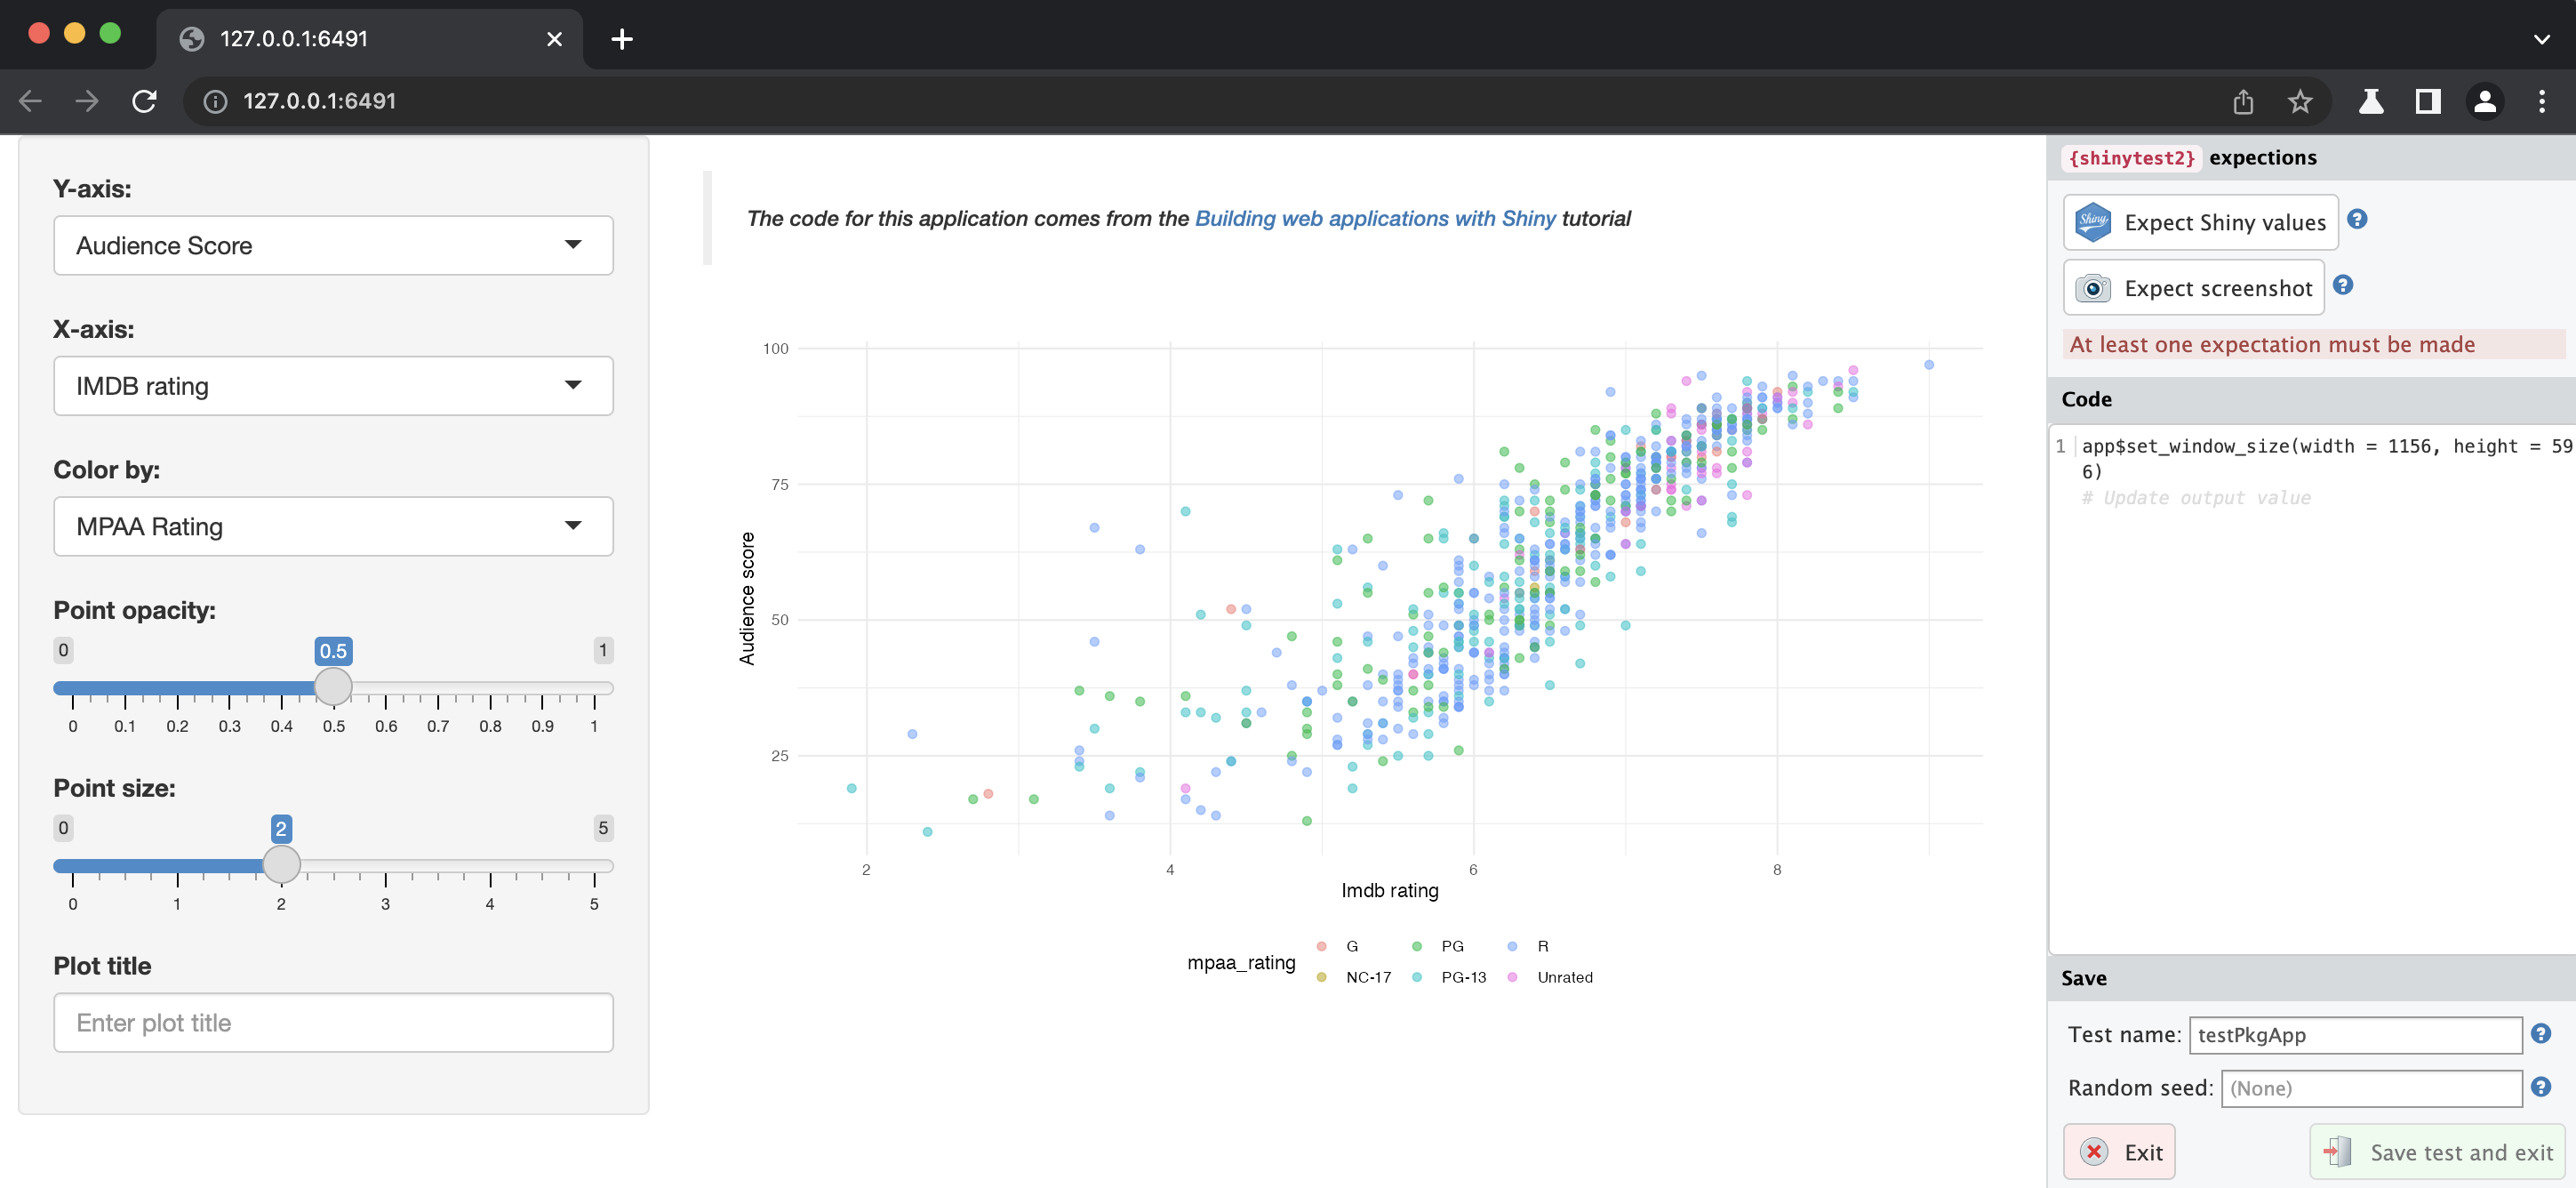 127.0.0.1:6491
127.0.0.1:6491
Y-axis:
Audience Score
X-axis:
IMDB rating
Color by:
MPAA Rating
Point opacity:
0 0.5 1
0 0.1 0.2 0.3 0.4 0.5 0.6 0.7 0.8 0.9 1
Point size:
0 2 5
0 1 2 3 4 5
Plot title
Enter plot title
The code for this application comes from the Building web applications with Shiny tutorial
100
75
50
25
Audience score
2 4 6 8
Imdb rating
mpaa_rating
G PG R
NC-17 PG-13 Unrated
{shinytest2} expections
Shiny Expect Shiny values ?
Expect screenshot ?
At least one expectation must be made
Code
1 app$set_window_size(width = 1156, height = 59
6)
# Update output value
Save
Test name: testPkgApp ?
Random seed: (None) ?
Exit Save test and exit